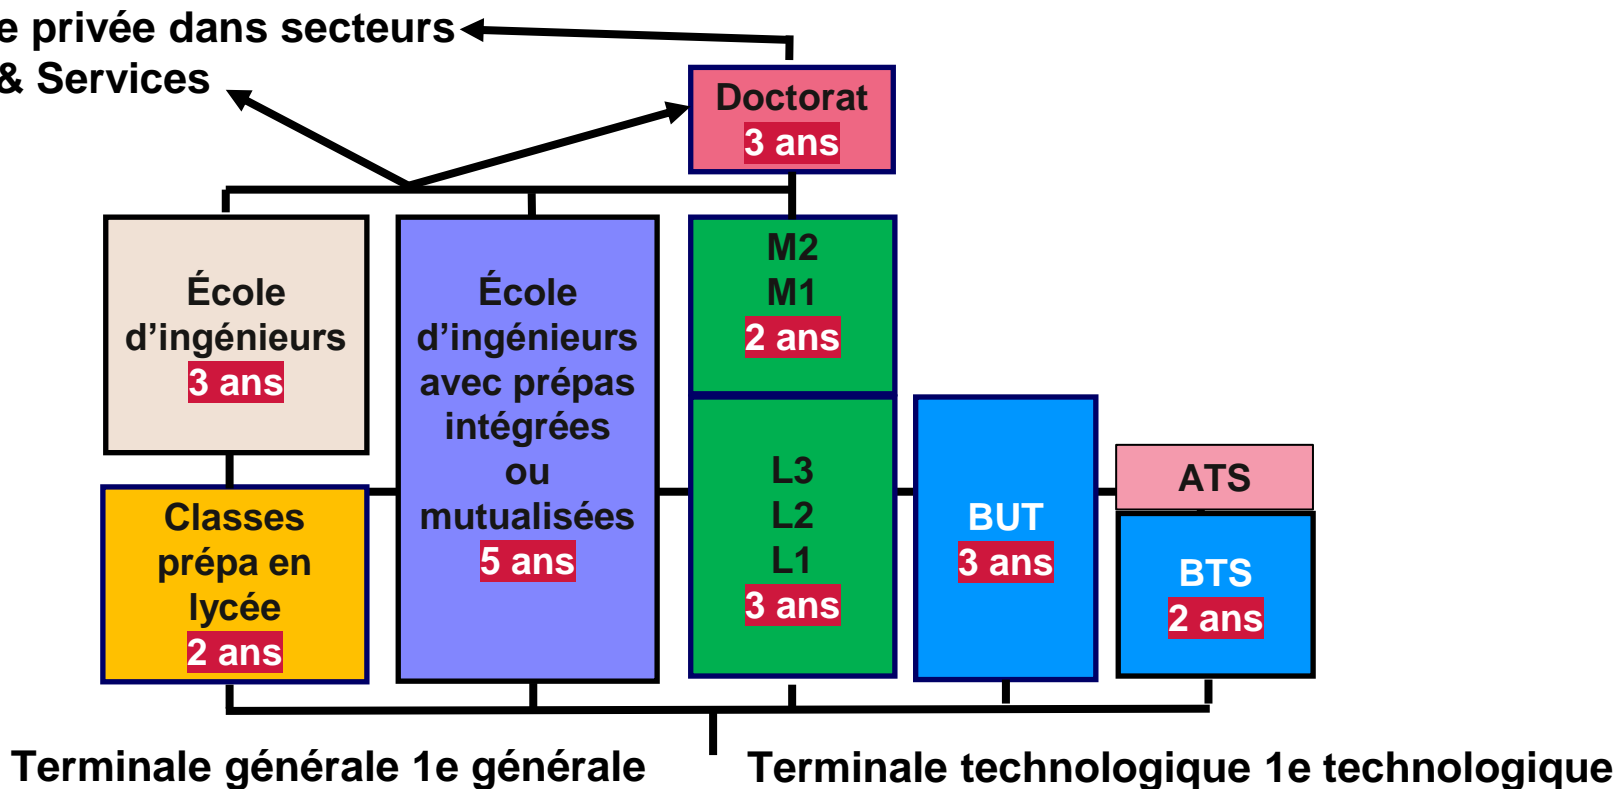 e privée dans secteurs
& Services
Doctorat
3 ans
École
d’ingénieurs
3 ans
École
d’ingénieurs
avec prépas
intégrées
ou
mutualisées
5 ans
M2
M1
2 ans
Classes
prépa en
lycée
2 ans
L3
L2
L1
3 ans
BUT
3 ans
ATS
BTS
2 ans
Terminale générale 1e générale
Terminale technologique 1e technologique